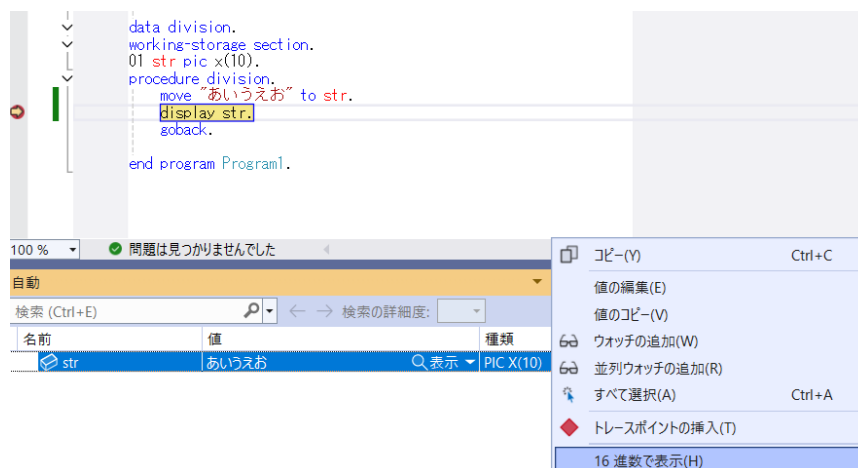 data division.
working-storage section.
01 str pic x(10).
procedure division.
move "あいうえお" to str.
display str.
goback.
end program Program1.
100 %
問題は見つかりませんでした
自動
検索 (Ctrl+E)
検索の詳細度:
名前 値 種類
str あいうえお 表示 PIC X(10)
コピー(Y) Ctrl+C
値の編集(E)
値のコピー(V)
ウォッチの追加(W)
並列ウォッチの追加(R)
すべて選択(A) Ctrl+A
トレースポイントの挿入(T)
16 進数で表示(H)